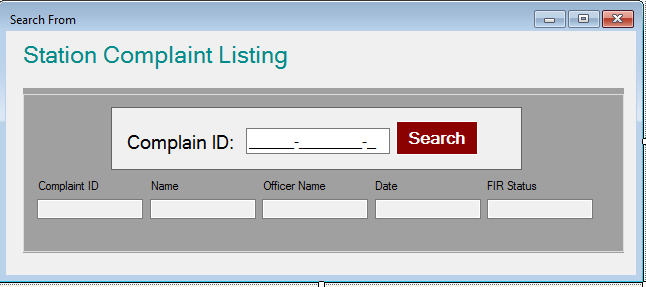 Search From
Station Complaint Listing
Complain ID: _____-_______-_ Search
Complaint ID Name Officer Name Date FIR Status